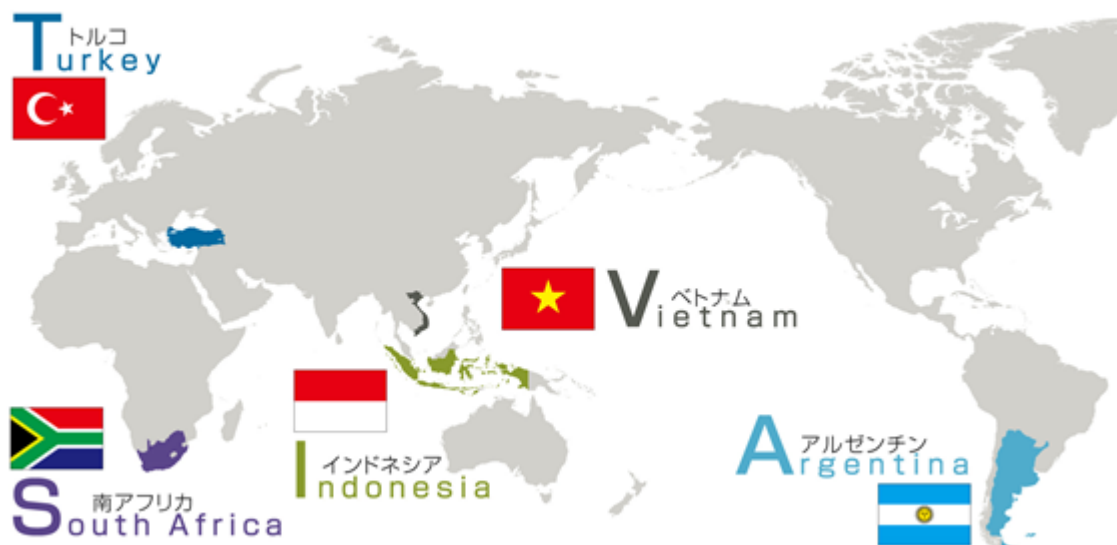 トルコ
Turkey
ベトナム
Vietnam
南アフリカ
South Africa
インドネシア
Indonesia
アルゼンチン
Argentina